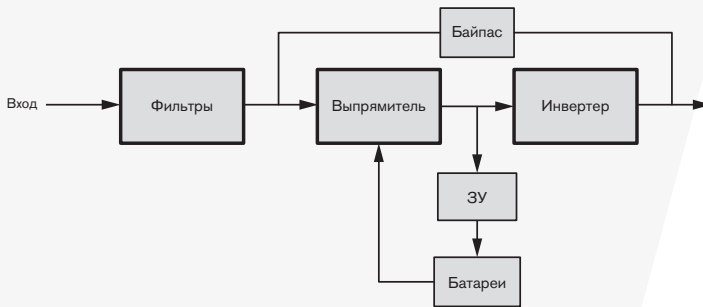 Байпас
Вход
Фильтры
Выпрямитель
Инвертер
ЗУ
Батареи